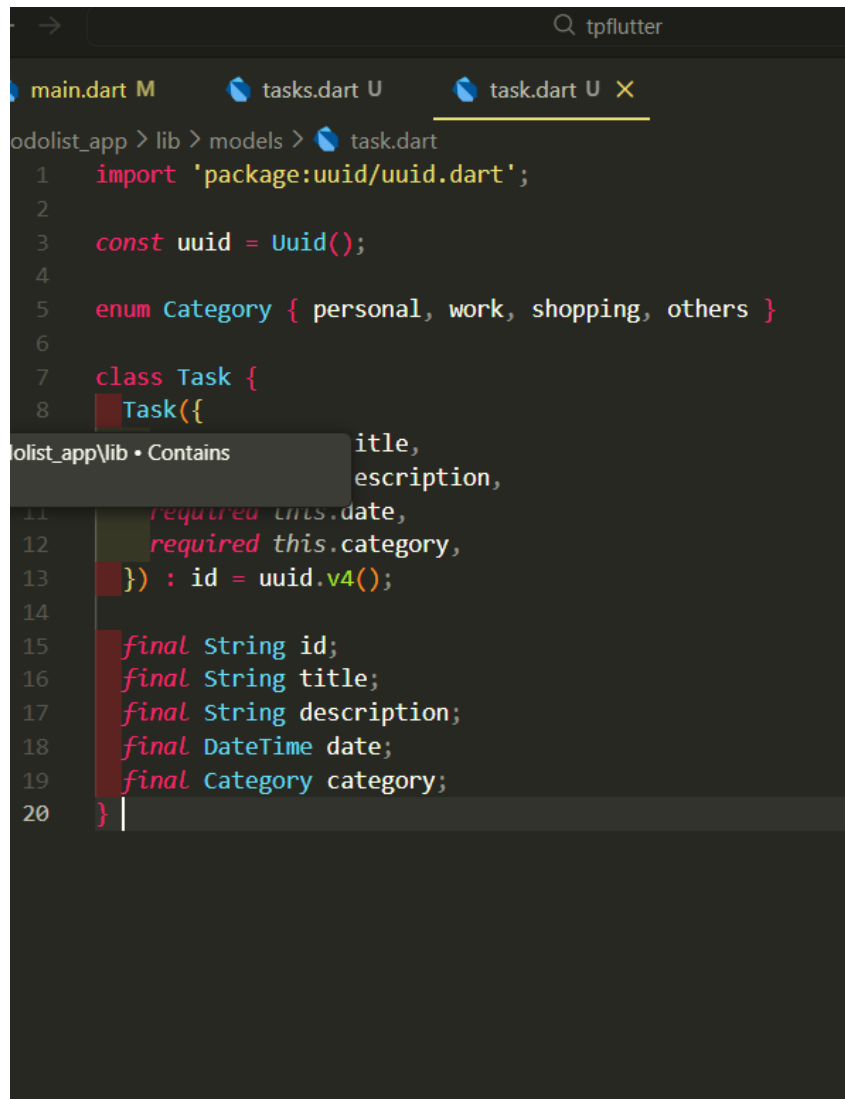 tpflutter
main.dart M tasks.dart U task.dart U
odolist_app > lib > models > task.dart
1 import 'package:uuid/uuid.dart';
2
3 const uuid = Uuid();
4
5 enum Category { personal, work, shopping, others }
6
7 class Task {
8 Task({
olist_app\lib • Contains
itle,
escription,
11 required this.date,
12 required this.category,
13 }) : id = uuid.v4();
14
15 final String id;
16 final String title;
17 final String description;
18 final DateTime date;
19 final Category category;
20 }